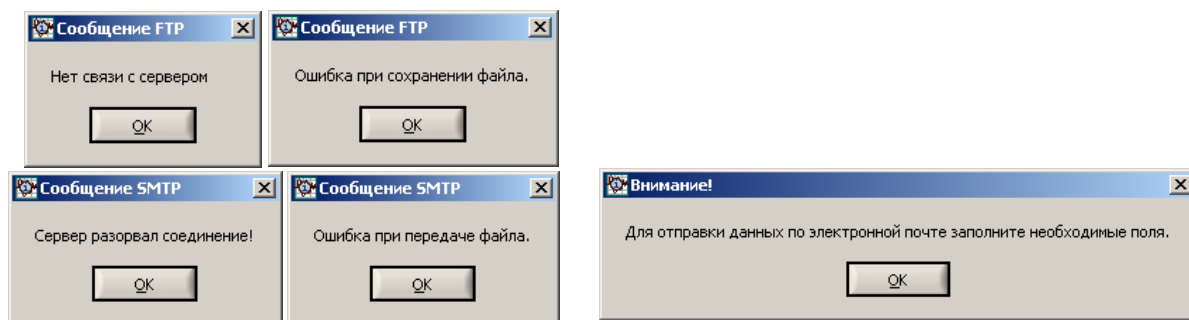 Сообщение FTP
Нет связи с сервером
OK
Сообщение FTP
Ошибка при сохранении файла.
OK
Сообщение SMTP
Сервер разорвал соединение!
OK
Сообщение SMTP
Ошибка при передаче файла.
OK
Внимание!
Для отправки данных по электронной почте заполните необходимые поля.
OK